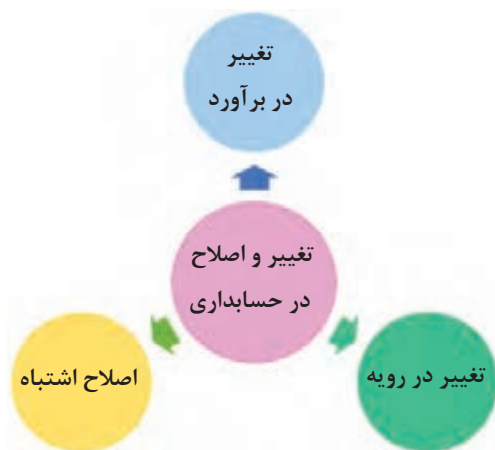 تغییر
در برآورد
تغییر و اصلاح
در حسابداری
تغییر در رویه
اصلاح اشتباه